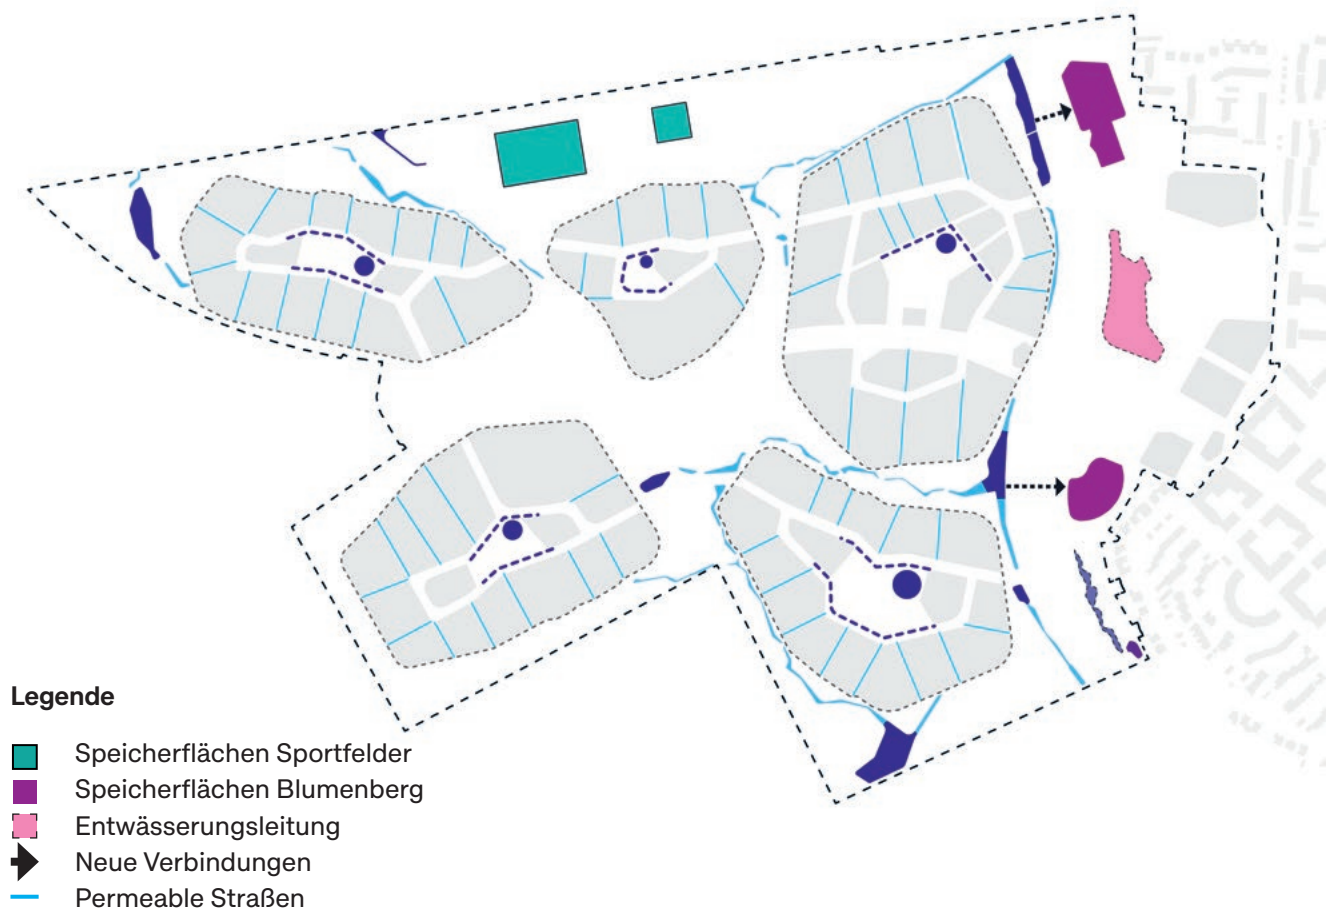 Legende
Speicherflächen Sportfelder
Speicherflächen Blumenberg
Entwässerungsleitung
Neue Verbindungen
Permeable Straßen